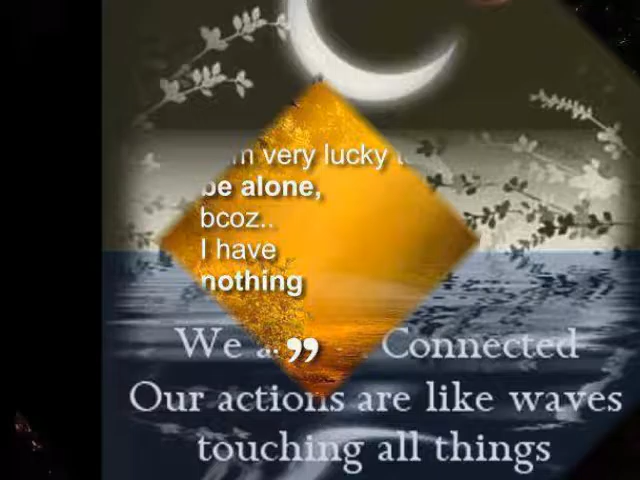 very lucky
be alone,
bcoz..
I have
nothing
”
We Connected
Our actions are like waves
touching all things